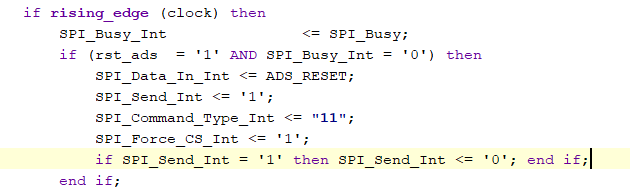 if rising_edge (clock) then
SPI_Busy_Int <= SPI_Busy;
if (rst_ads = '1' AND SPI_Busy_Int = '0') then
SPI_Data_In_Int <= ADS_RESET;
SPI_Send_Int <= '1';
SPI_Command_Type_Int <= "11";
SPI_Force_CS_Int <= '1';
if SPI_Send_Int = '1' then SPI_Send_Int <= '0'; end if;
end if;